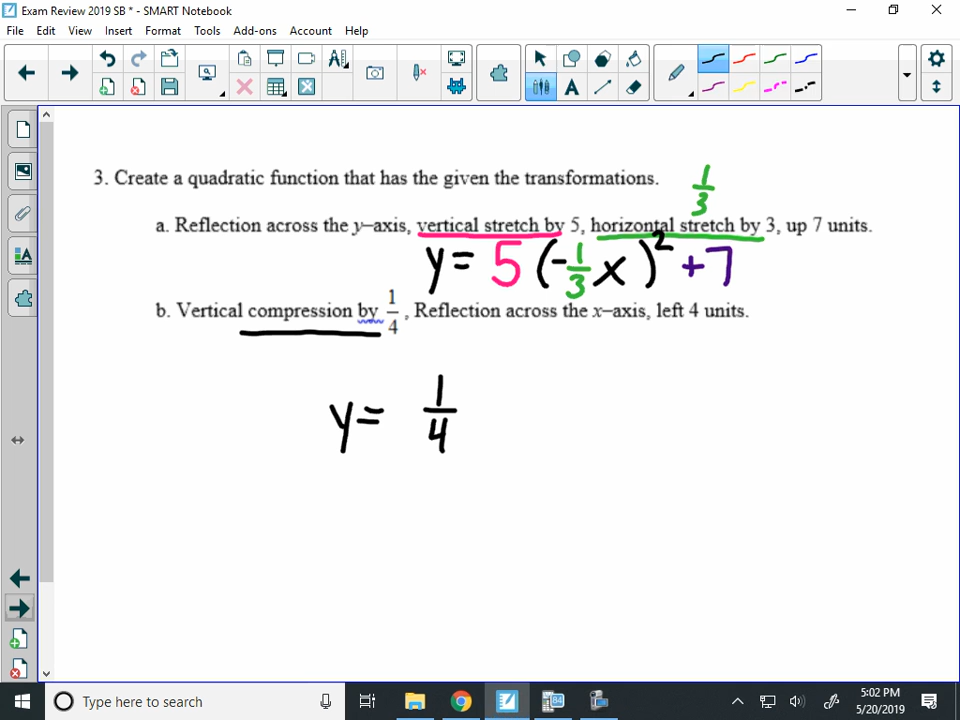 Exam Review 2019 SB * - SMART Notebook
File Edit View Insert Format Tools Add-ons Account Help
3. Create a quadratic function that has the given the transformations.
1/3
a. Reflection across the y–axis, vertical stretch by 5, horizontal stretch by 3, up 7 units.
y = 5 (-1/3 x)² +7
b. Vertical compression by 1/4, Reflection across the x–axis, left 4 units.
y = 1/4
Type here to search
5:02 PM
5/20/2019